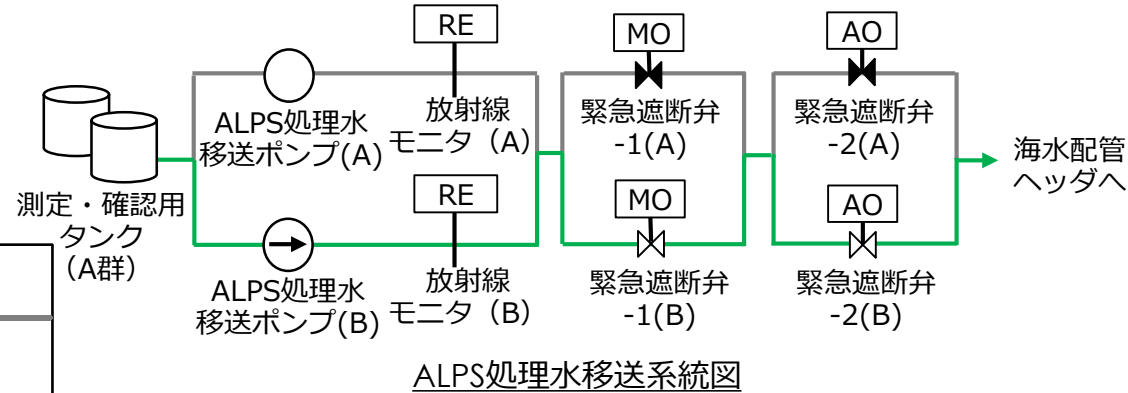 RE
MO
AO
ALPS処理水
移送ポンプ(A)
放射線
モニタ（A）
緊急遮断弁
-1(A)
緊急遮断弁
-2(A)
測定・確認用
タンク
（A群）
海水配管
ヘッダへ
RE
MO
AO
ALPS処理水
移送ポンプ(B)
放射線
モニタ（B）
緊急遮断弁
-1(B)
緊急遮断弁
-2(B)
ALPS処理水移送系統図